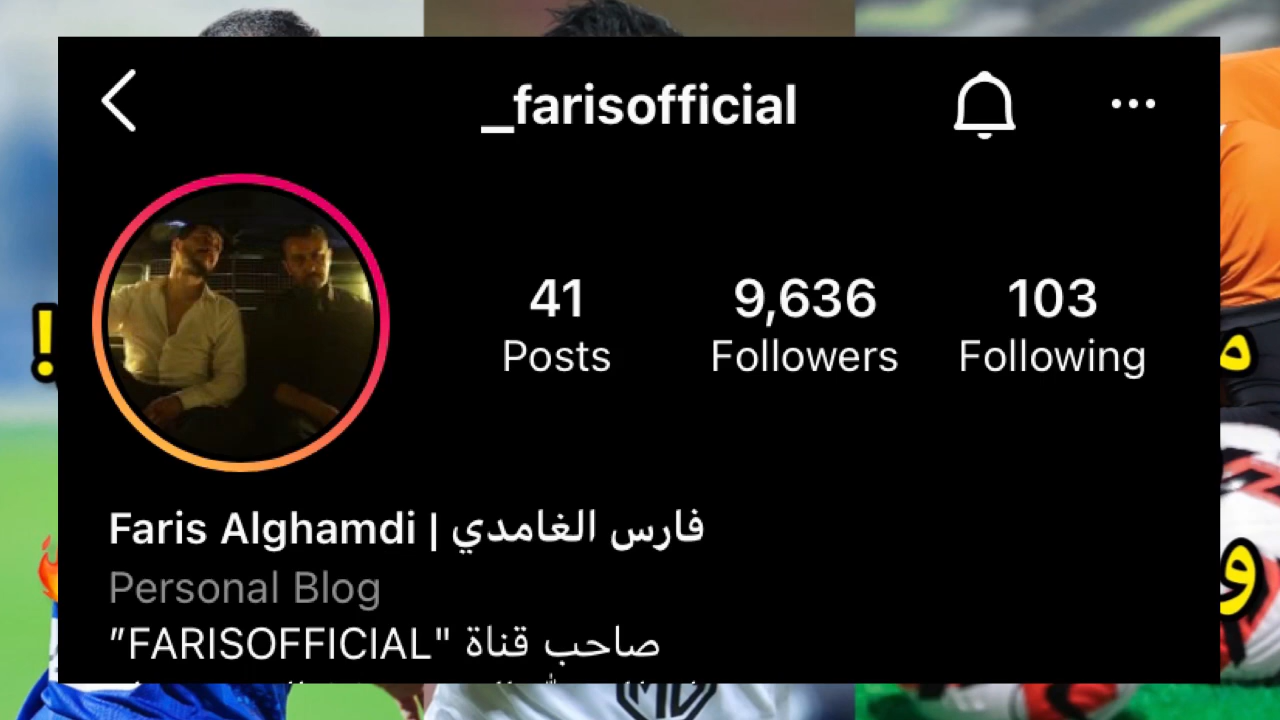 _farisofficial
41
Posts
9,636
Followers
103
Following
Faris Alghamdi | فارس الغامدي
Personal Blog
"FARISOFFICIAL" صاحب قناة
!
و